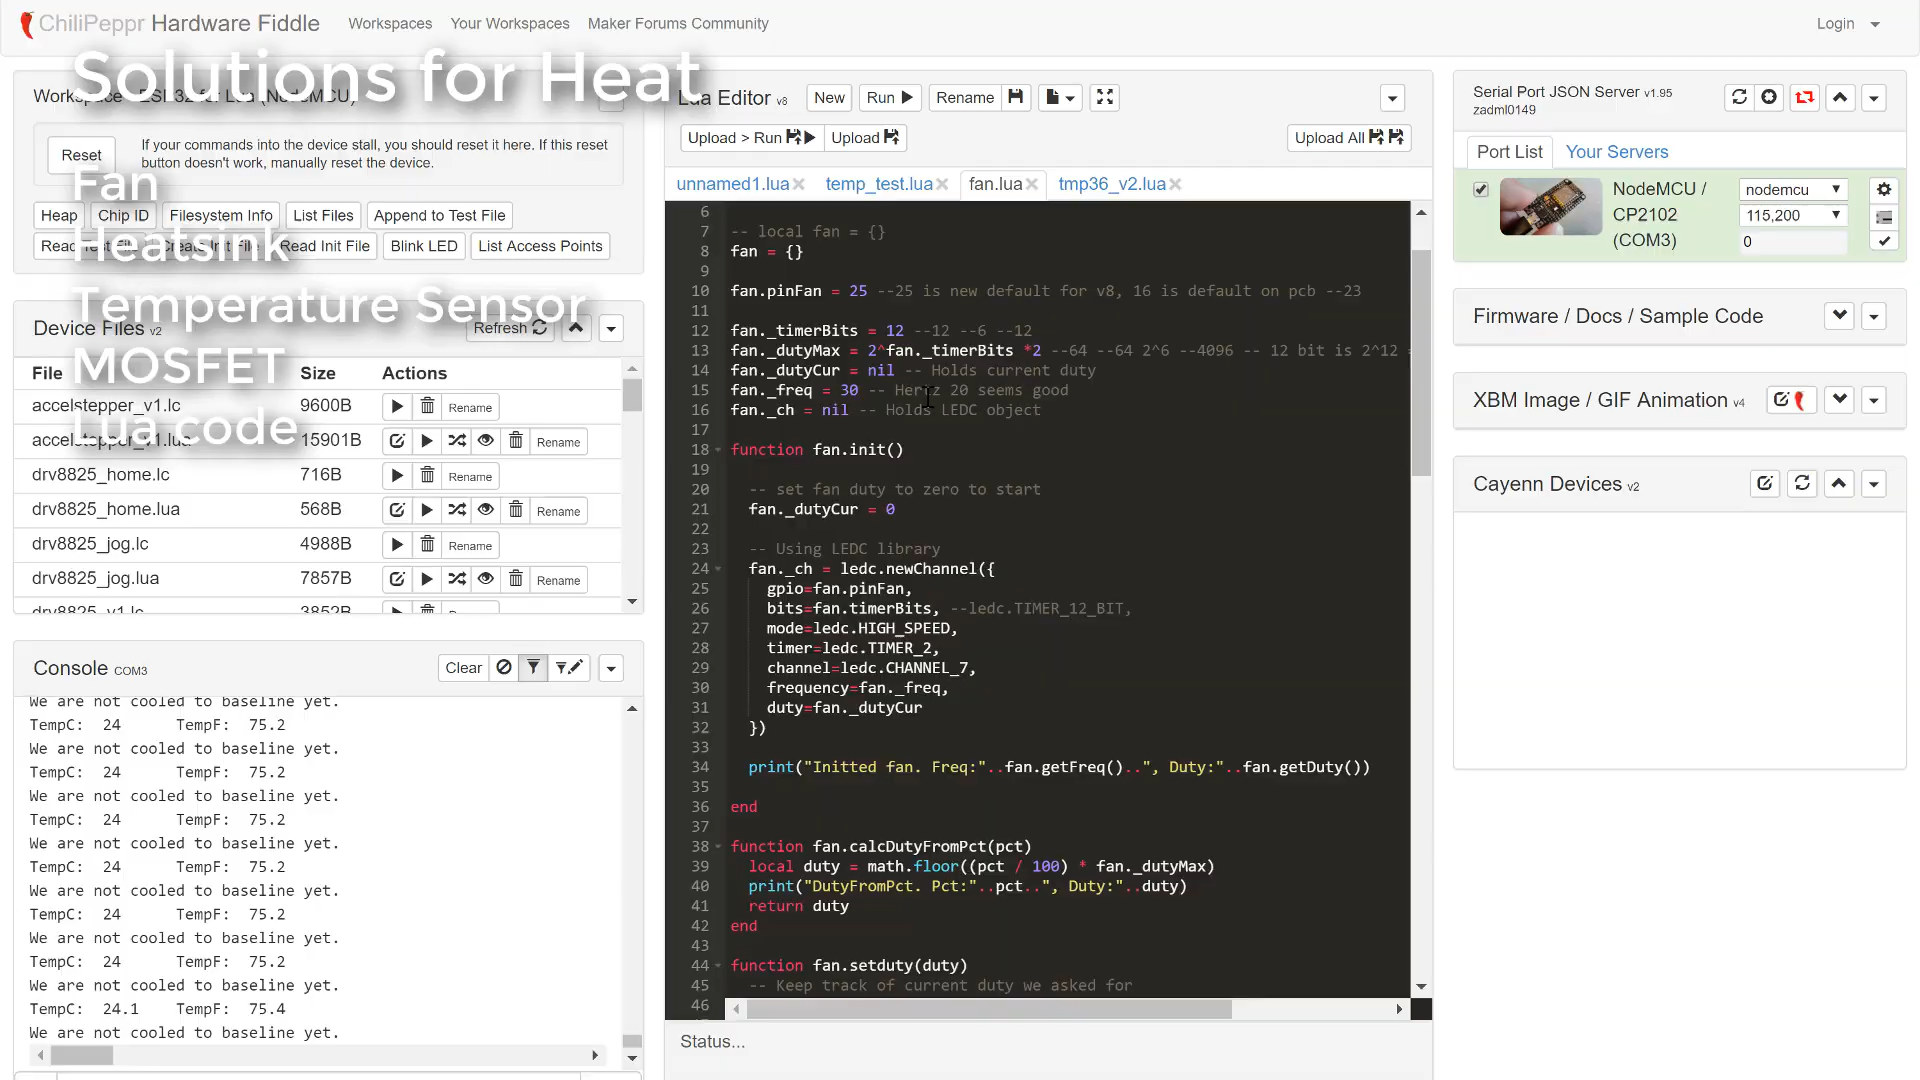 ChiliPeppr Hardware Fiddle
Workspaces
Your Workspaces
Maker Forums Community
Login
Solutions for Heat
Fan
Heatsink
Temperature Sensor
MOSFET
Lua code
Workspace ESP32 for Lua (NodeMCU)
Reset
If your commands into the device stall, you should reset it here. If this reset
button doesn't work, manually reset the device.
Heap
Chip ID
Filesystem Info
List Files
Append to Test File
Read Test File
Create Init File
Read Init File
Blink LED
List Access Points
Device Files v2
Refresh
File Size Actions
accelstepper_v1.lc 9600B Rename
accelstepper_v1.lua 15901B Rename
drv8825_home.lc 716B Rename
drv8825_home.lua 568B Rename
drv8825_jog.lc 4988B Rename
drv8825_jog.lua 7857B Rename
drv8825_v1.lc 3852B Rename
Console COM3
Clear
We are not cooled to baseline yet.
TempC: 24 TempF: 75.2
We are not cooled to baseline yet.
TempC: 24 TempF: 75.2
We are not cooled to baseline yet.
TempC: 24 TempF: 75.2
We are not cooled to baseline yet.
TempC: 24 TempF: 75.2
We are not cooled to baseline yet.
TempC: 24 TempF: 75.2
We are not cooled to baseline yet.
TempC: 24 TempF: 75.2
We are not cooled to baseline yet.
TempC: 24.1 TempF: 75.4
We are not cooled to baseline yet.
Lua Editor v8
New
Run
Rename
Upload > Run
Upload
Upload All
unnamed1.lua
temp_test.lua
fan.lua
tmp36_v2.lua
6
7 -- local fan = {}
8 fan = {}
9
10 fan.pinFan = 25 --25 is new default for v8, 16 is default on pcb --23
11
12 fan._timerBits = 12 --12 --6 --12
13 fan._dutyMax = 2^fan._timerBits *2 --64 --64 2^6 --4096 -- 12 bit is 2^12 =
14 fan._dutyCur = nil -- Holds current duty
15 fan._freq = 30 -- Hertz 20 seems good
16 fan._ch = nil -- Holds LEDC object
17
18 function fan.init()
19
20 -- set fan duty to zero to start
21 fan._dutyCur = 0
22
23 -- Using LEDC library
24 fan._ch = ledc.newChannel({
25 gpio=fan.pinFan,
26 bits=fan.timerBits, --ledc.TIMER_12_BIT,
27 mode=ledc.HIGH_SPEED,
28 timer=ledc.TIMER_2,
29 channel=ledc.CHANNEL_7,
30 frequency=fan._freq,
31 duty=fan._dutyCur
32 })
33
34 print("Initted fan. Freq:"..fan.getFreq()..", Duty:"..fan.getDuty())
35
36 end
37
38 function fan.calcDutyFromPct(pct)
39 local duty = math.floor((pct / 100) * fan._dutyMax)
40 print("DutyFromPct. Pct:"..pct..", Duty:"..duty)
41 return duty
42 end
43
44 function fan.setduty(duty)
45 -- Keep track of current duty we asked for
46
Status...
Serial Port JSON Server v1.95
zadml0149
Port List
Your Servers
NodeMCU /
CP2102
(COM3)
nodemcu
115,200
0
Firmware / Docs / Sample Code
XBM Image / GIF Animation v4
Cayenn Devices v2